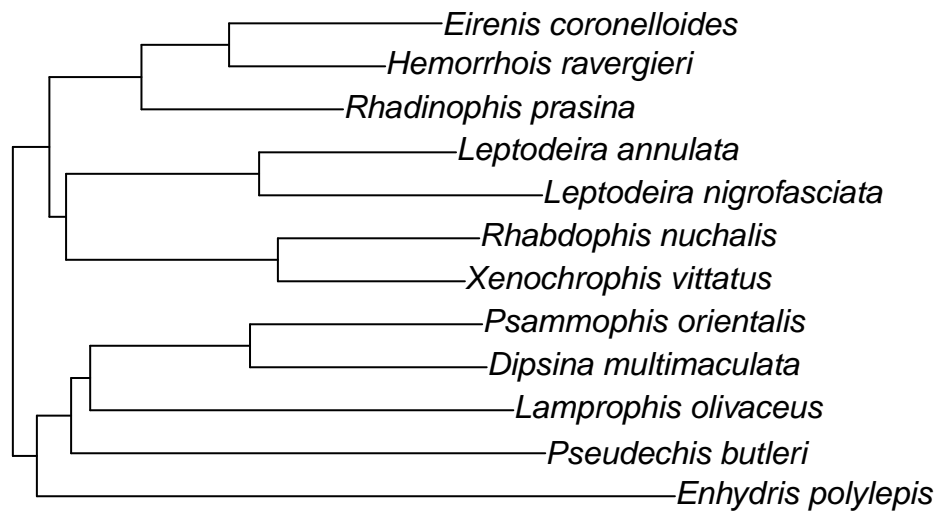 Eirenis coronelloides
Hemorrhois ravergieri
Rhadinophis prasina
Leptodeira annulata
Leptodeira nigrofasciata
Rhabdophis nuchalis
Xenochrophis vittatus
Psammophis orientalis
Dipsina multimaculata
Lamprophis olivaceus
Pseudechis butleri
Enhydris polylepis